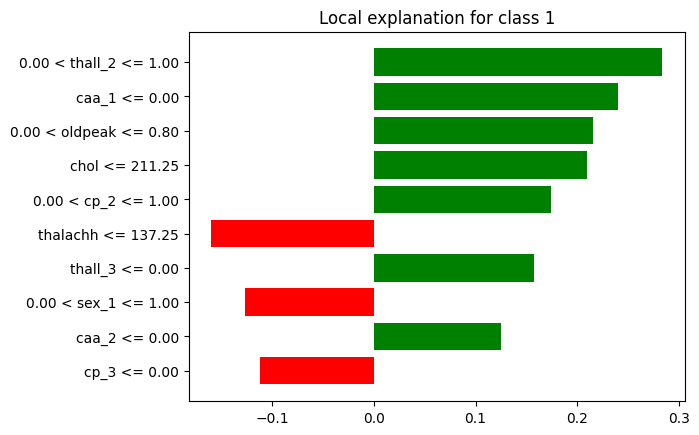 Local explanation for class 1
0.00 < thall_2 <= 1.00
caa_1 <= 0.00
0.00 < oldpeak <= 0.80
chol <= 211.25
0.00 < cp_2 <= 1.00
thalachh <= 137.25
thall_3 <= 0.00
0.00 < sex_1 <= 1.00
caa_2 <= 0.00
cp_3 <= 0.00
−0.1 0.0 0.1 0.2 0.3